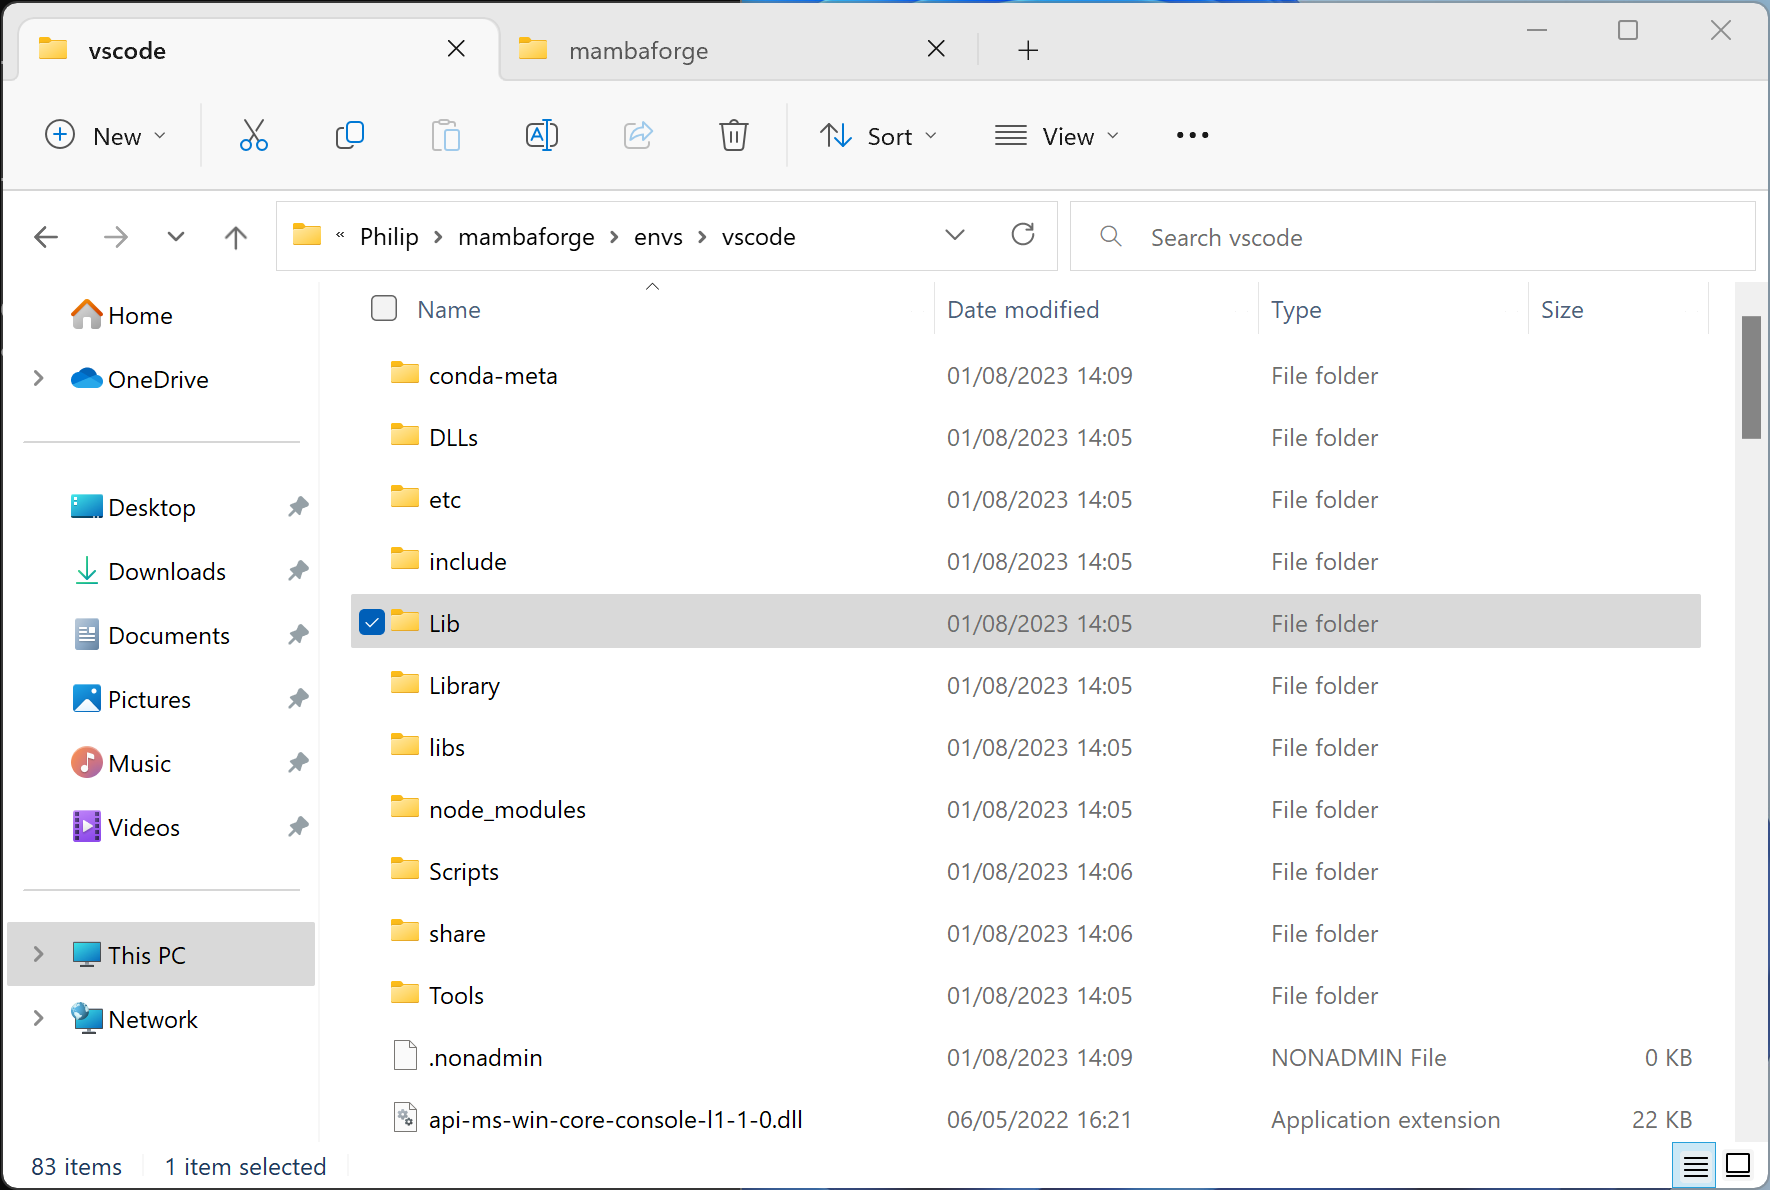 vscode
mambaforge
New
Sort
View
« Philip > mambaforge > envs > vscode
Search vscode
Home
OneDrive
Desktop
Downloads
Documents
Pictures
Music
Videos
This PC
Network
Name Date modified Type Size
conda-meta 01/08/2023 14:09 File folder
DLLs 01/08/2023 14:05 File folder
etc 01/08/2023 14:05 File folder
include 01/08/2023 14:05 File folder
Lib 01/08/2023 14:05 File folder
Library 01/08/2023 14:05 File folder
libs 01/08/2023 14:05 File folder
node_modules 01/08/2023 14:05 File folder
Scripts 01/08/2023 14:06 File folder
share 01/08/2023 14:06 File folder
Tools 01/08/2023 14:05 File folder
.nonadmin 01/08/2023 14:09 NONADMIN File 0 KB
api-ms-win-core-console-l1-1-0.dll 06/05/2022 16:21 Application extension 22 KB
83 items 1 item selected